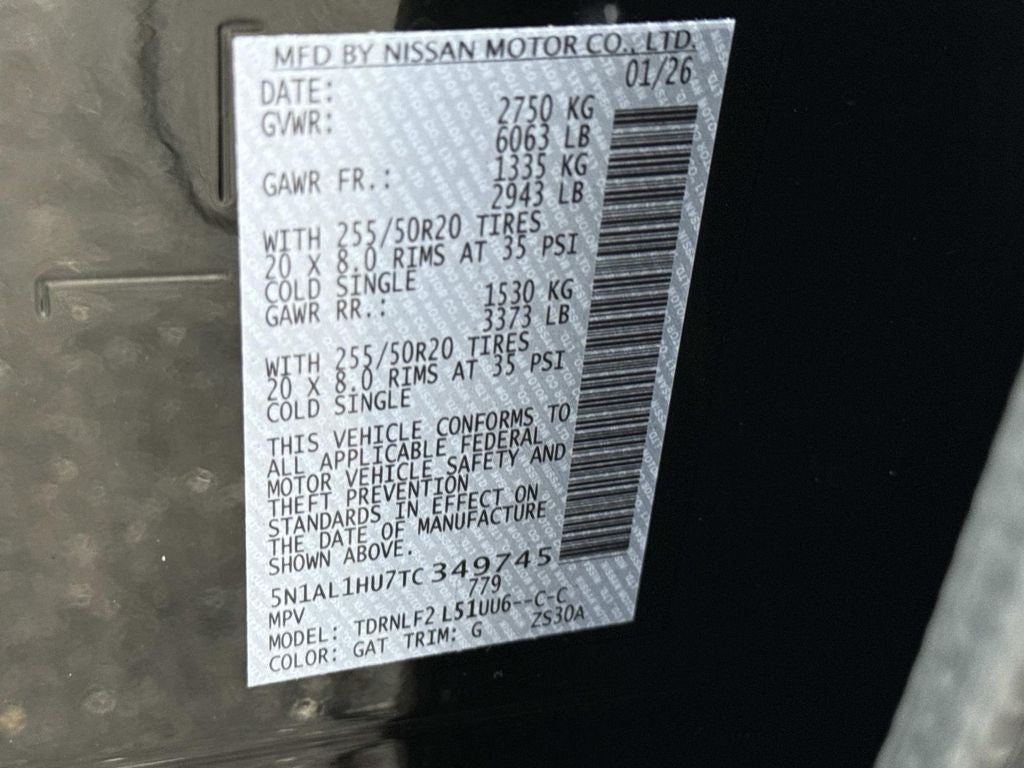 MFD BY NISSAN MOTOR CO., LTD.
DATE: 01/26
GVWR: 2750 KG
6063 LB
GAWR FR.: 1335 KG
2943 LB
WITH 255/50R20 TIRES
20 X 8.0 RIMS AT 35 PSI
COLD SINGLE
GAWR RR.: 1530 KG
3373 LB
WITH 255/50R20 TIRES
20 X 8.0 RIMS AT 35 PSI
COLD SINGLE
THIS VEHICLE CONFORMS TO
ALL APPLICABLE FEDERAL
MOTOR VEHICLE SAFETY AND
THEFT PREVENTION
STANDARDS IN EFFECT ON
THE DATE OF MANUFACTURE
SHOWN ABOVE.
5N1AL1HU7TC349745
MPV 779
MODEL: TDRNLF2 L51UU6--C-C
COLOR: GAT TRIM: G ZS30A